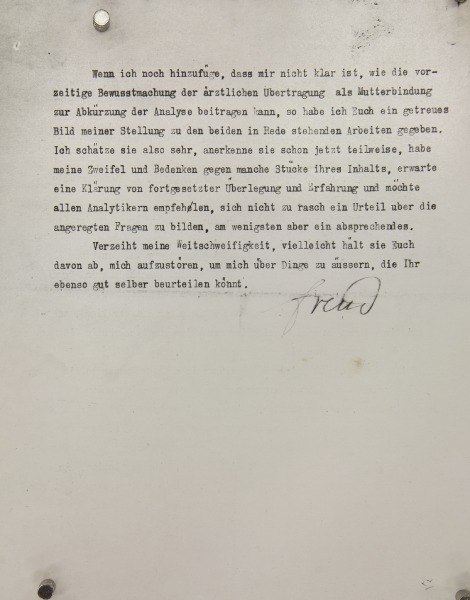 Wenn ich noch hinzufüge, dass mir nicht klar ist, wie die vor-
zeitige Bewusstmachung der ärztlichen Übertragung als Mutterbindung
zur Abkürzung der Analyse beitragen kann, so habe ich Euch ein getreues
Bild meiner Stellung zu den beiden in Rede stehenden Arbeiten gegeben.
Ich schätze sie also sehr, anerkenne sie schon jetzt teilweise, habe
meine Zweifel und Bedenken gegen manche Stücke ihres Inhalts, erwarte
eine Klärung von fortgesetzter Überlegung und Erfahrung und möchte
allen Analytikern empfehlen, sich nicht zu rasch ein Urteil über die
angeregten Fragen zu bilden, am wenigsten aber ein absprechendes.
Verzeiht meine Weitschweifigkeit, vielleicht hält sie Euch
davon ab, mich aufzustören, um mich über Dinge zu äussern, die Ihr
ebenso gut selber beurteilen könnt.
freud